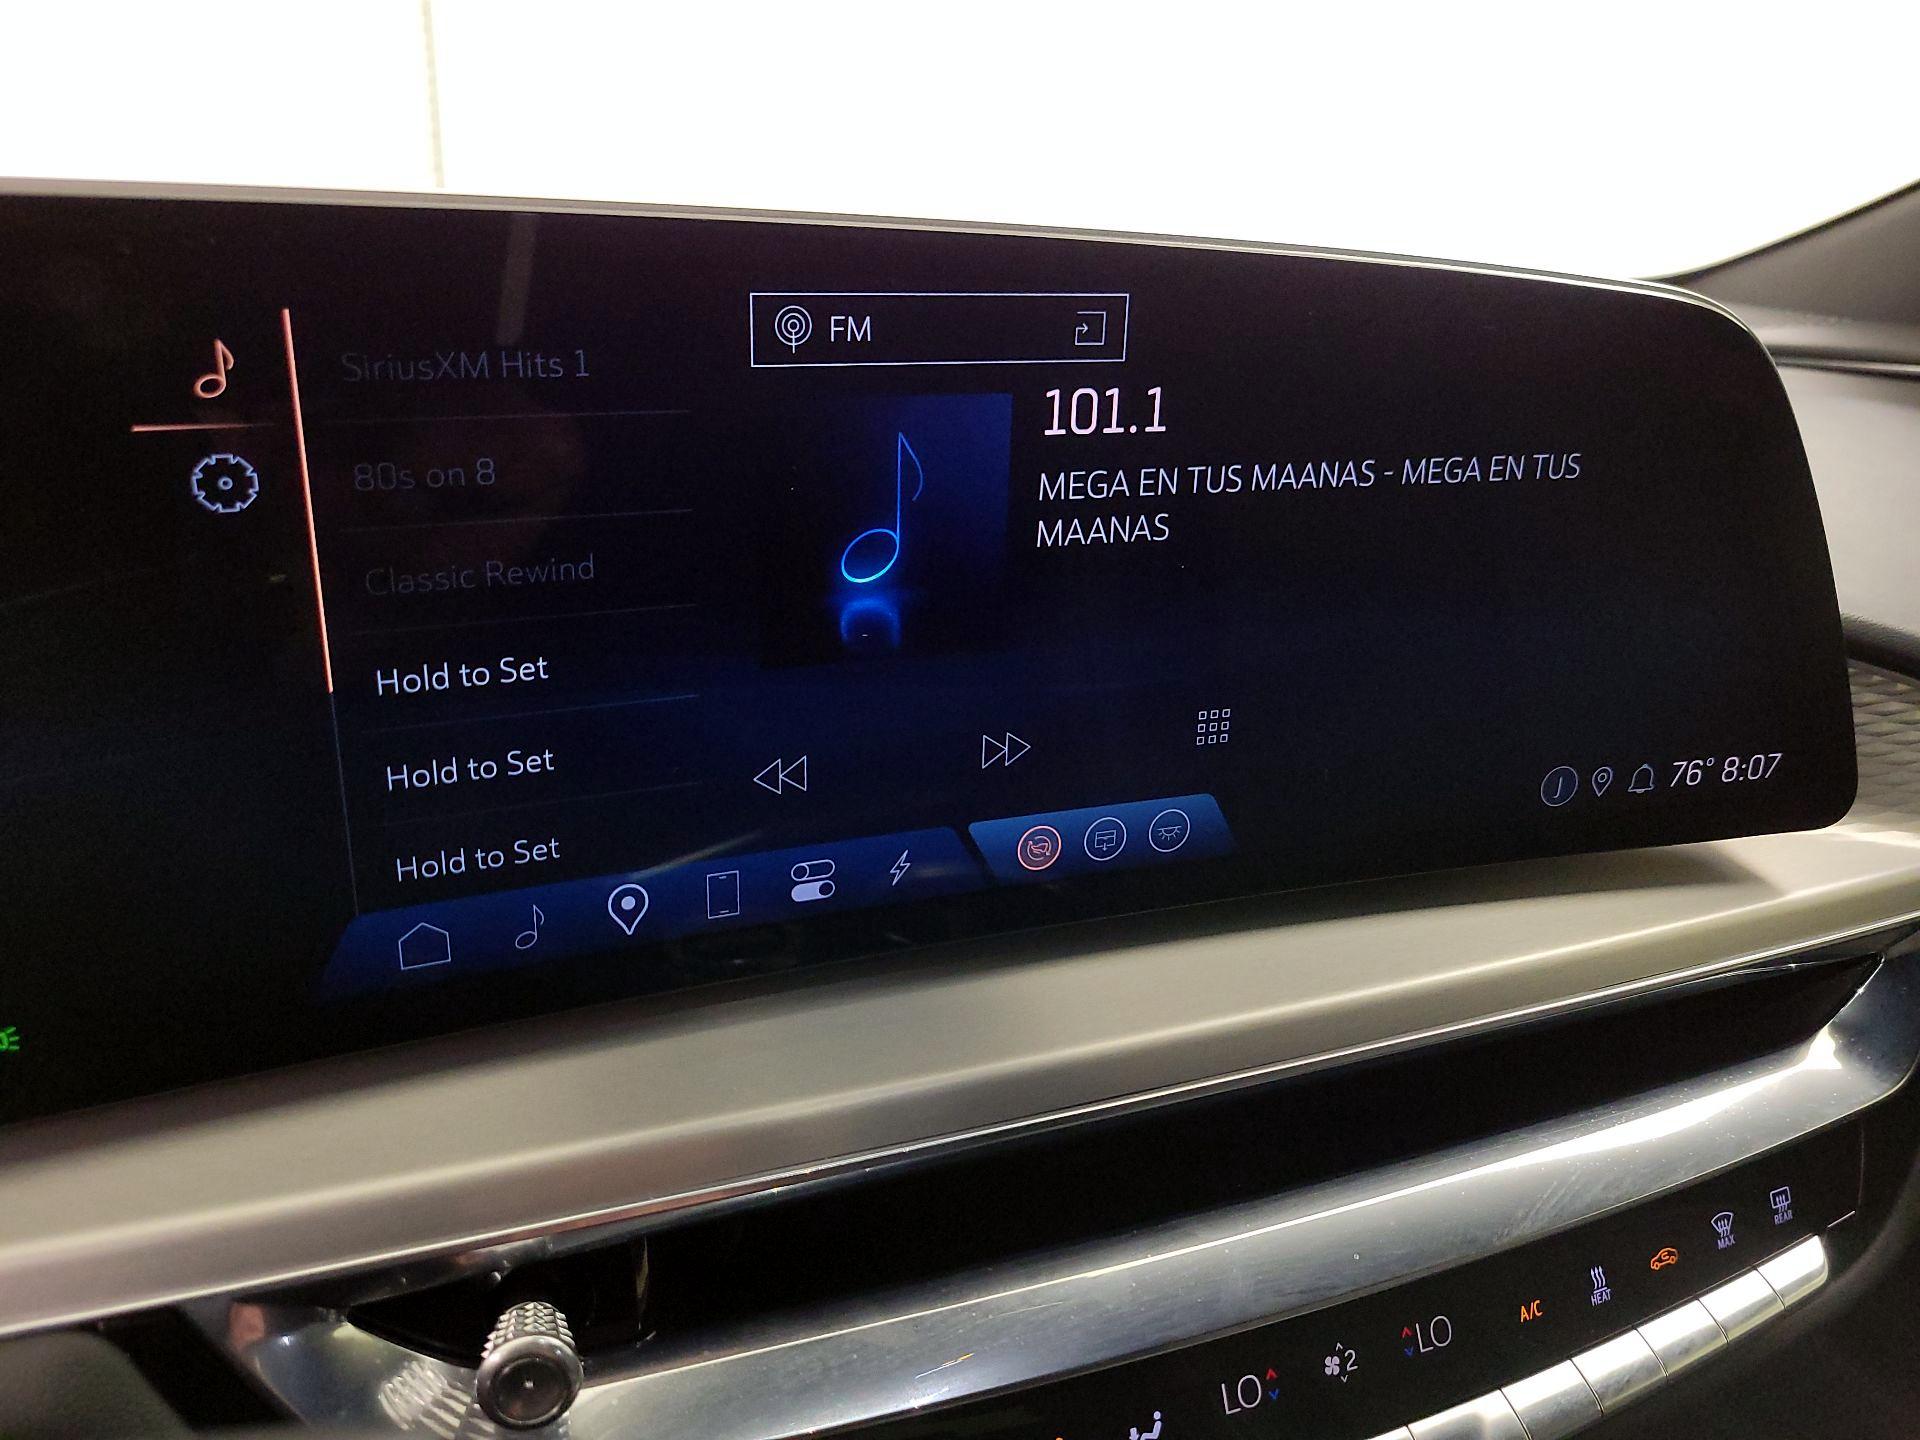 FM
SiriusXM Hits 1
80s on 8
Classic Rewind
Hold to Set
Hold to Set
Hold to Set
101.1
MEGA EN TUS MAANAS - MEGA EN TUS
MAANAS
J 76° 8:07
LO 2 LO A/C HEAT MAX REAR